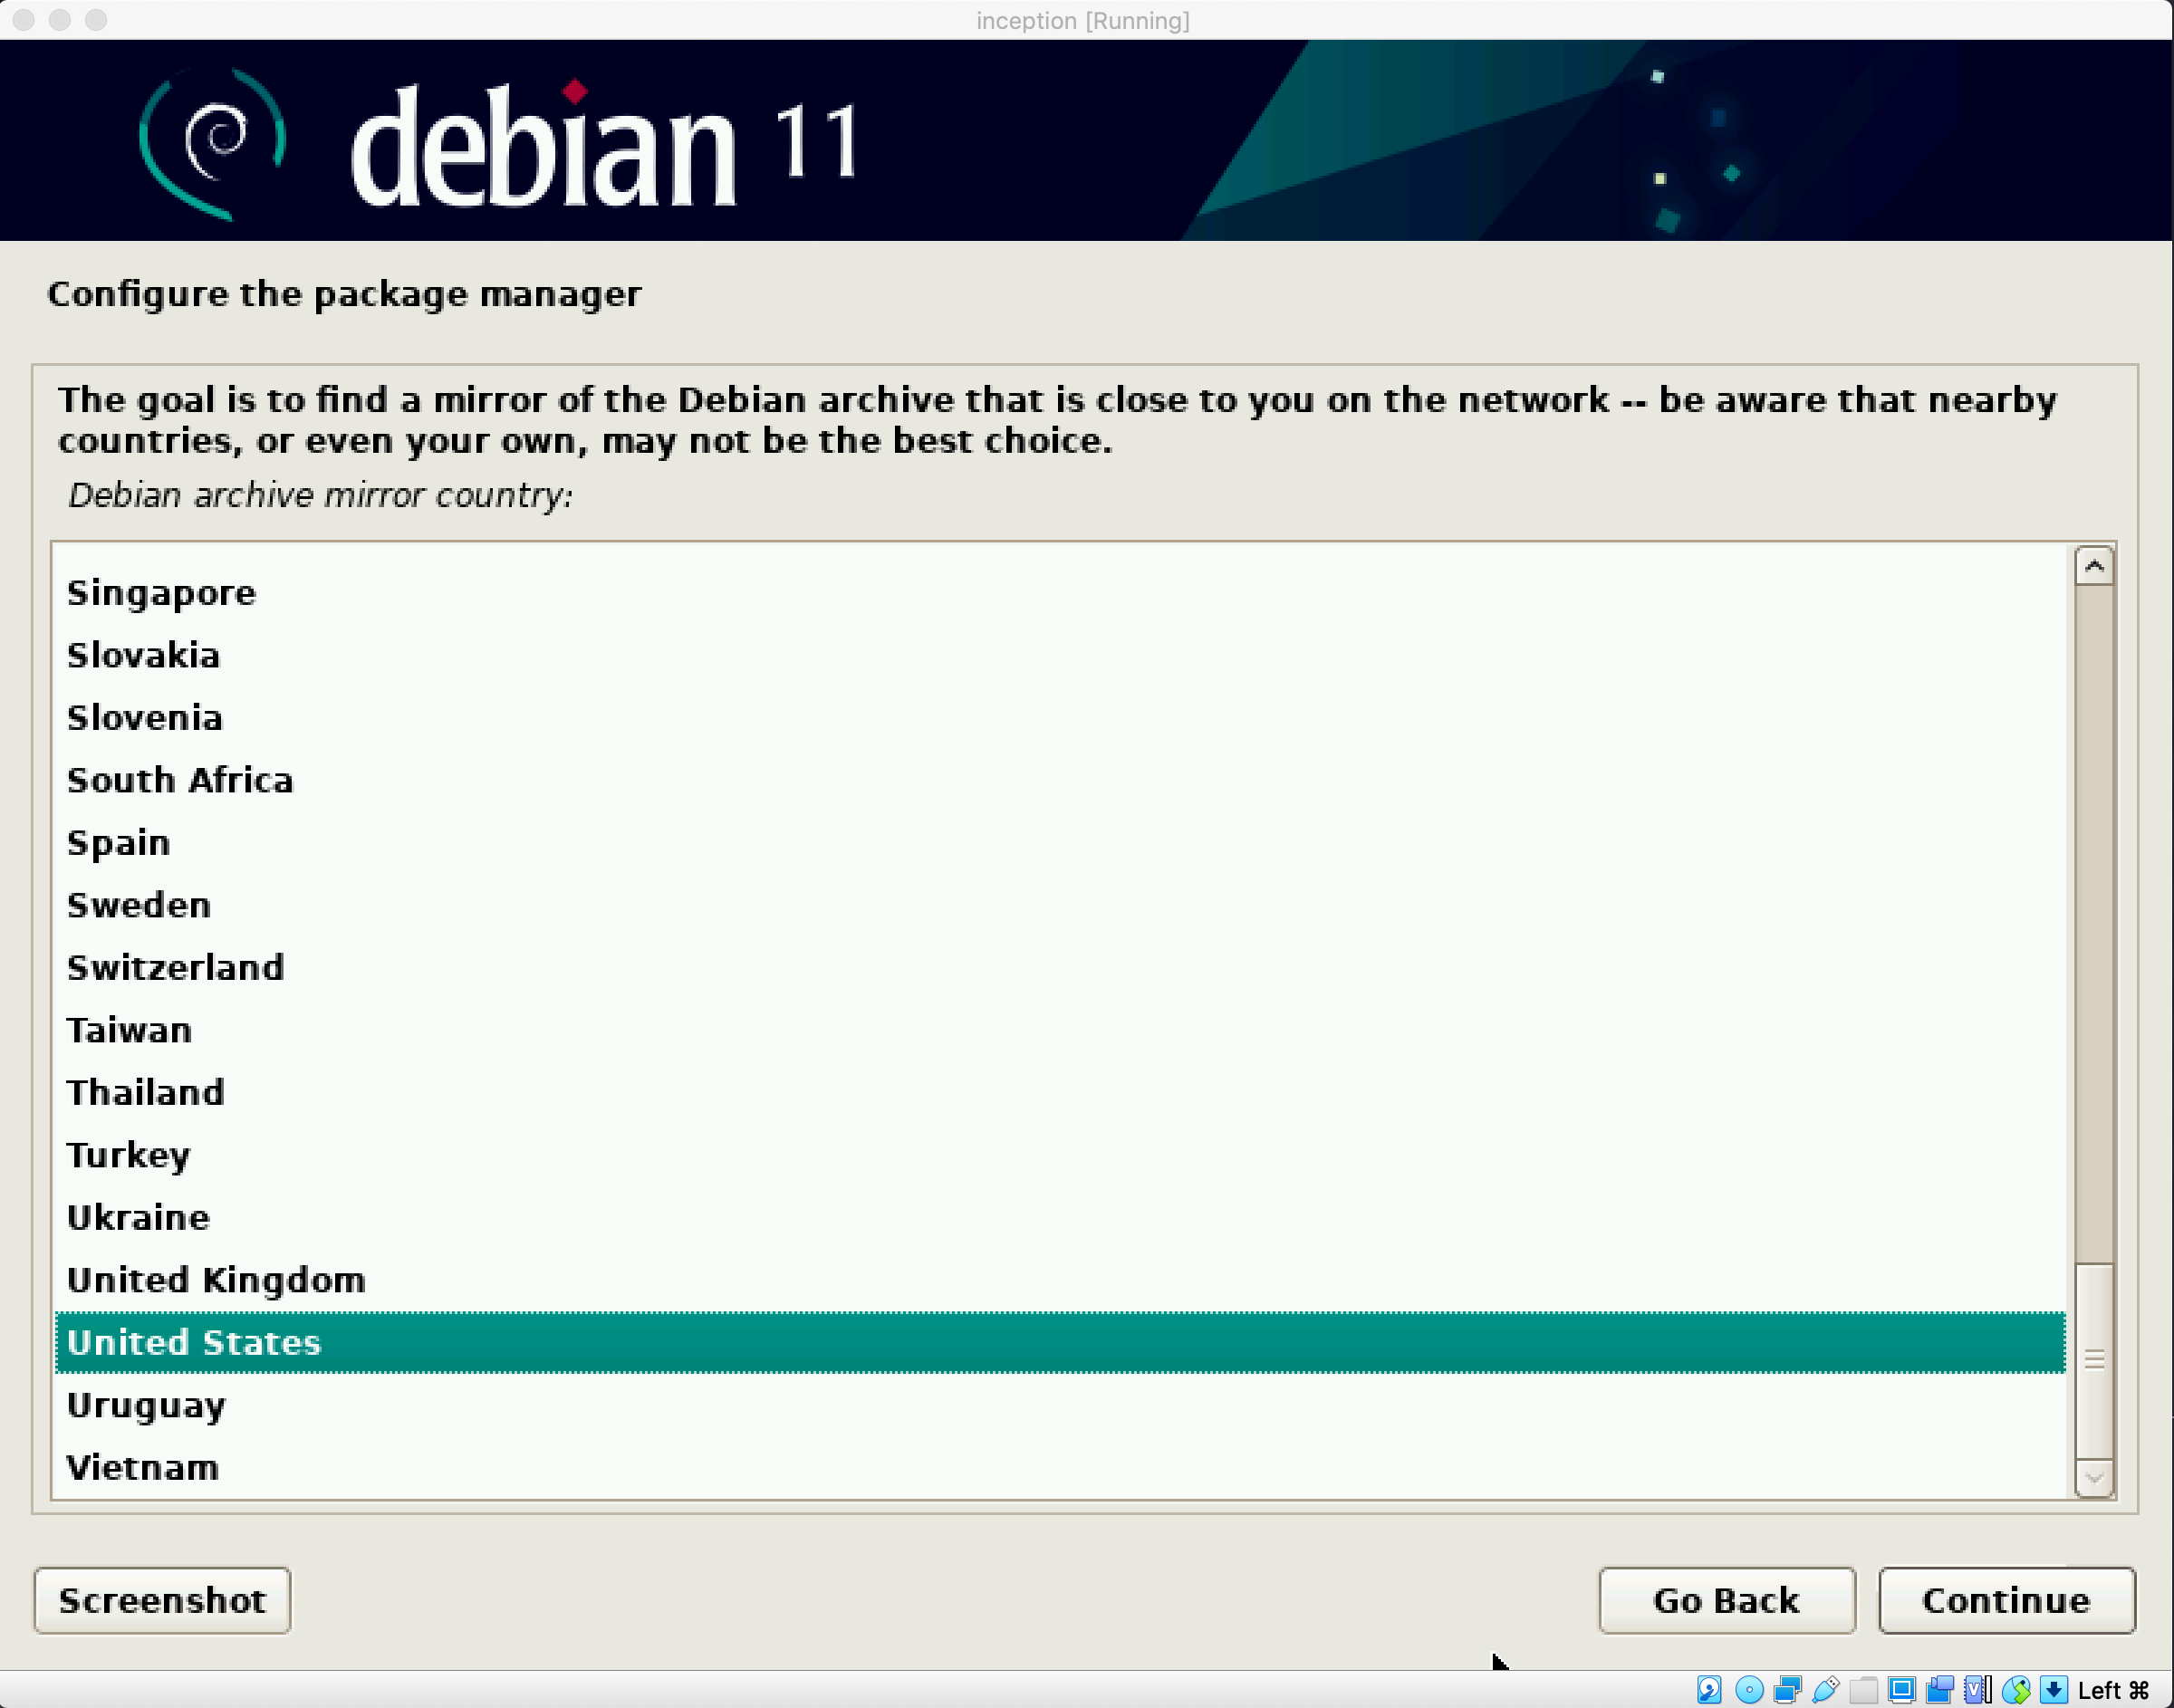 inception [Running]
debian 11
Configure the package manager
The goal is to find a mirror of the Debian archive that is close to you on the network -- be aware that nearby
countries, or even your own, may not be the best choice.
Debian archive mirror country:
Singapore
Slovakia
Slovenia
South Africa
Spain
Sweden
Switzerland
Taiwan
Thailand
Turkey
Ukraine
United Kingdom
United States
Uruguay
Vietnam
Screenshot
Go Back
Continue
Left ⌘